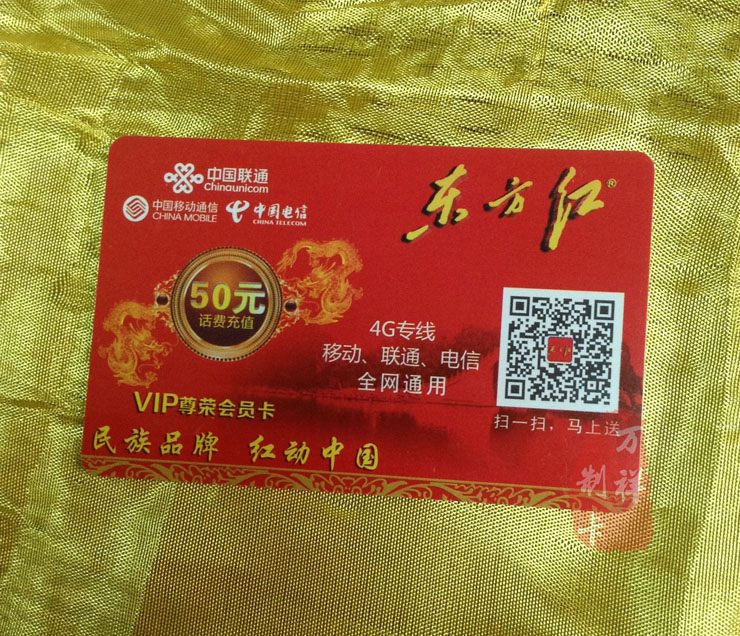 中国联通
Chinaunicom
中国移动通信
CHINA MOBILE
中国电信
CHINA TELECOM
东方红®
50元
话费充值
4G专线
移动、联通、电信
全网通用
扫一扫，马上送
VIP尊荣会员卡
民族品牌 红动中国
万祥
制卡